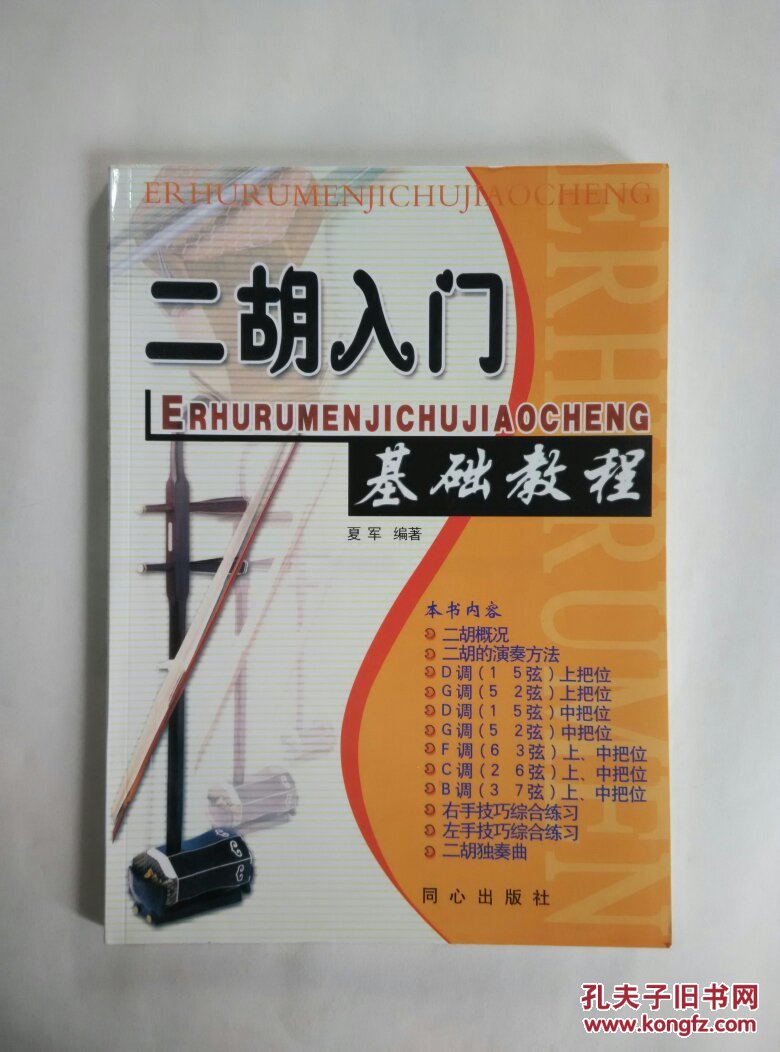 ERHURUMENJICHUJIAOCHENG
ERHURUMEN
二胡入门
ERHURUMENJICHUJIAOCHENG
基础教程
夏军 编著
本书内容
二胡概况
二胡的演奏方法
D调(1 5弦)上把位
G调(5 2弦)上把位
D调(1 5弦)中把位
G调(5 2弦)中把位
F调(6 3弦)上、中把位
C调(2 6弦)上、中把位
B调(3 7弦)上、中把位
右手技巧综合练习
左手技巧综合练习
二胡独奏曲
同心出版社
孔夫子旧书网
www.kongfz.com